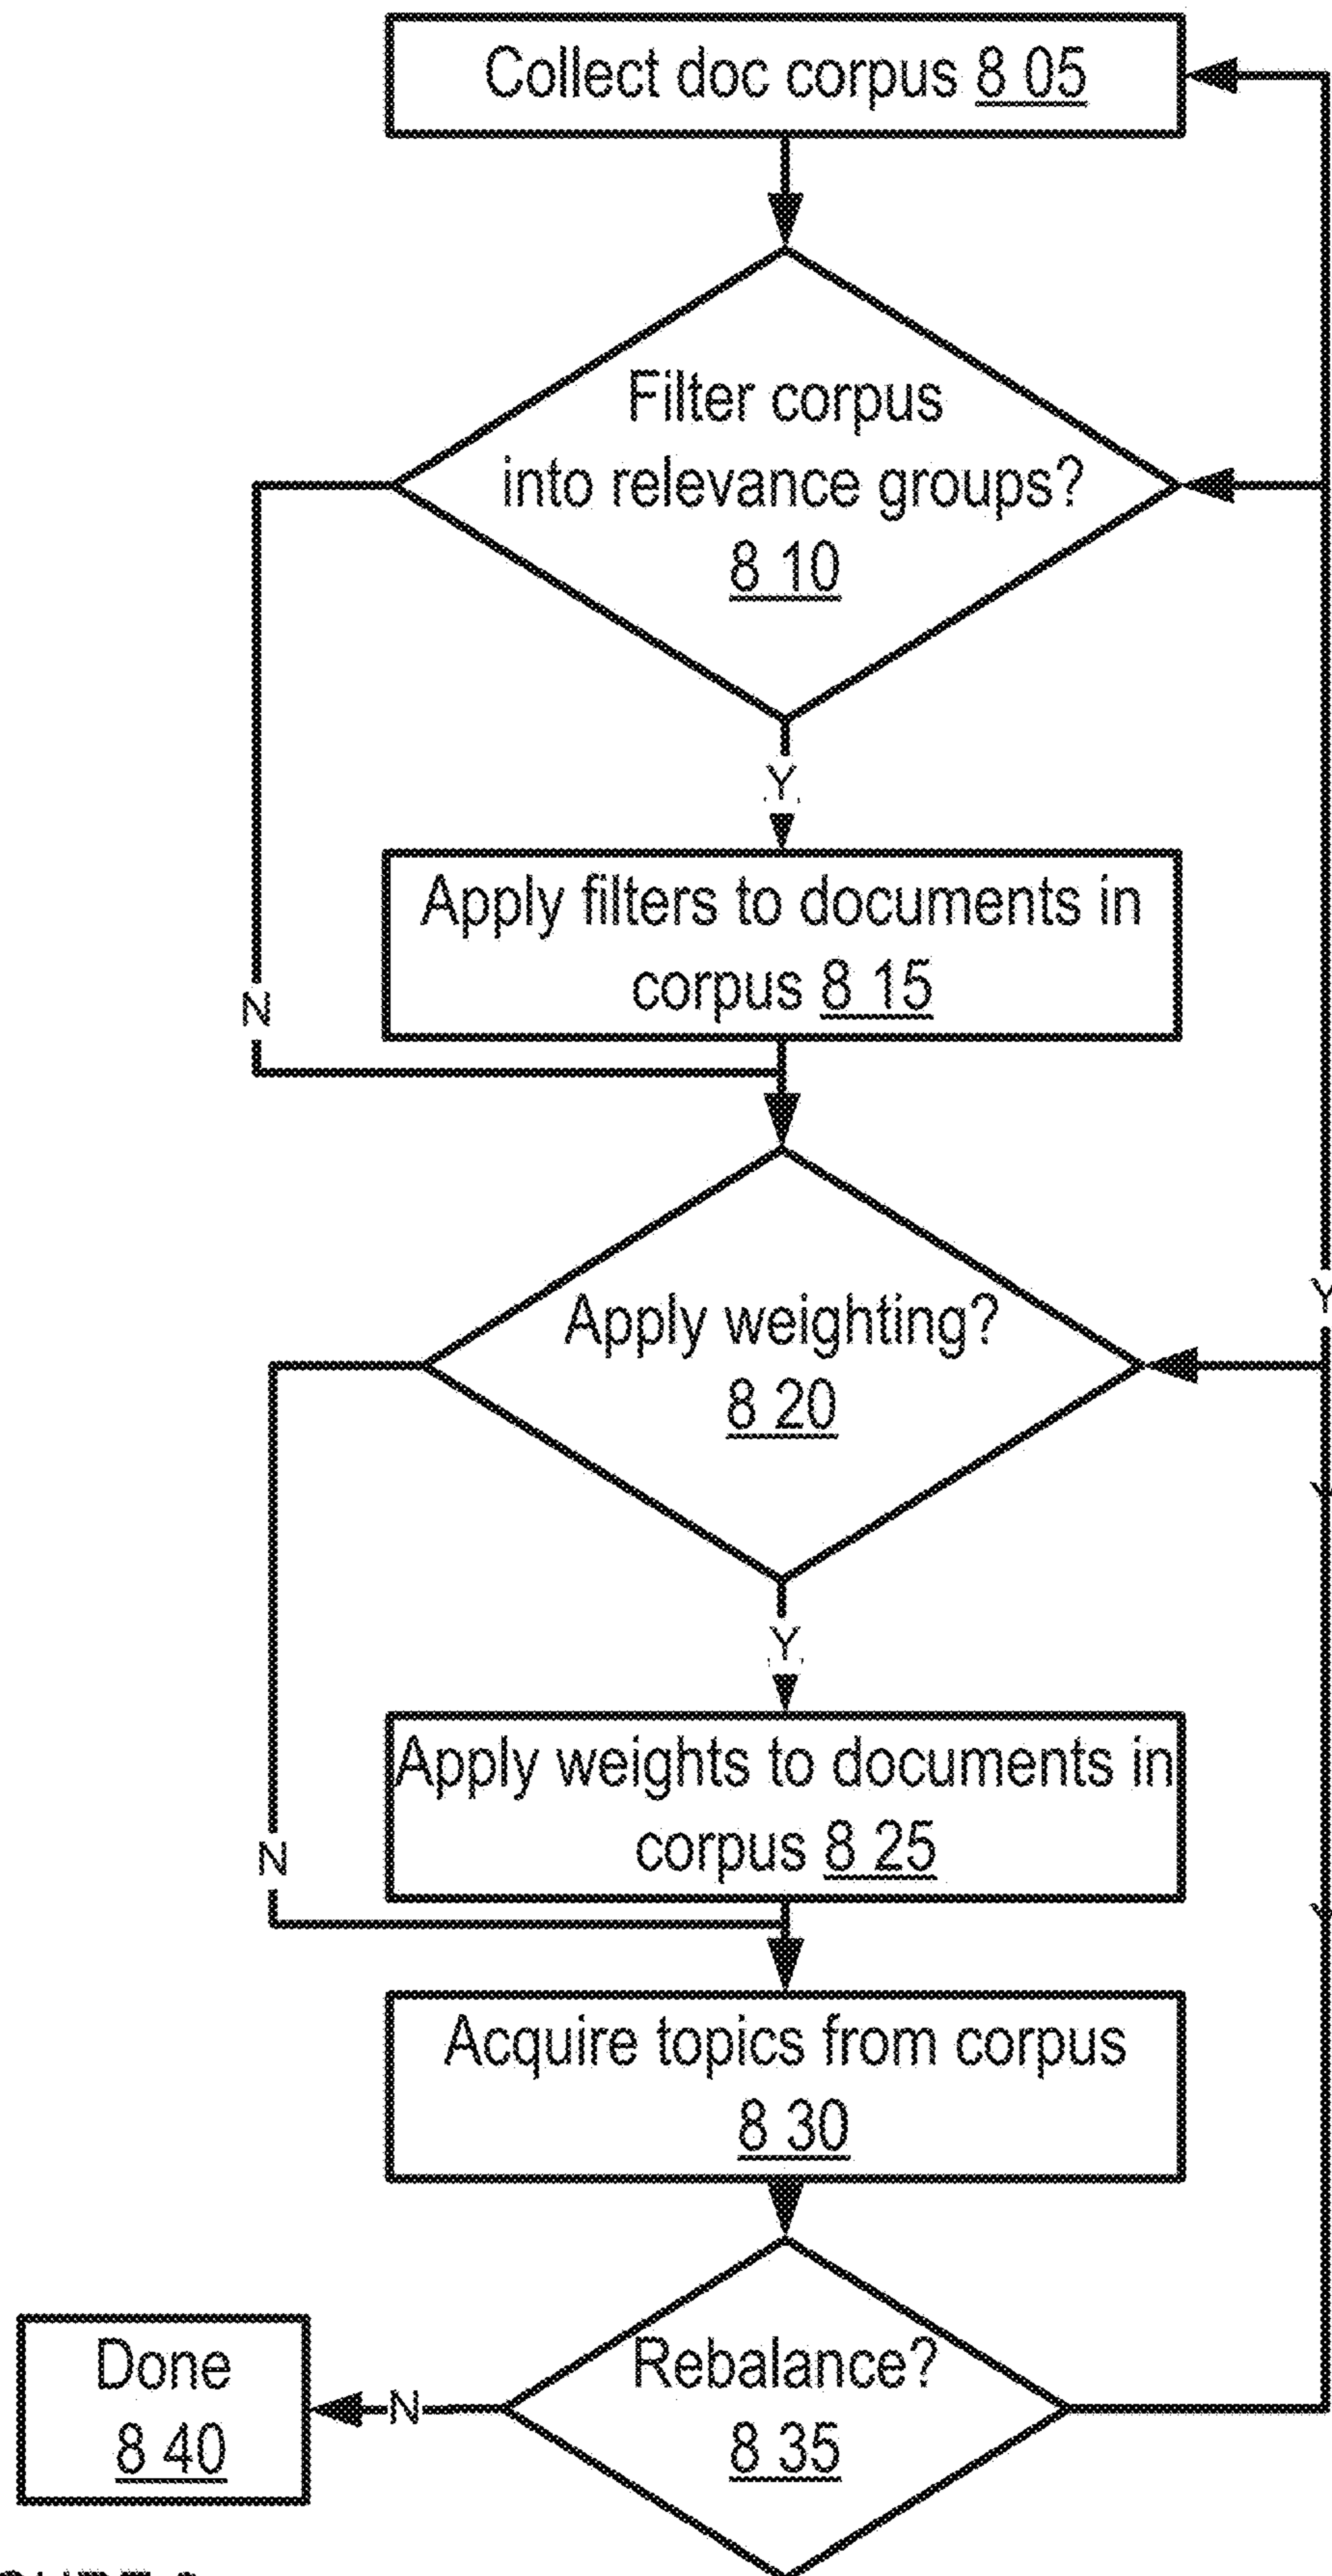 Collect doc corpus 8 05
Filter corpus
into relevance groups?
8 10
Y
Apply filters to documents in
corpus 8 15
N
Apply weighting?
8 20
Y
Y
Apply weights to documents in
corpus 8 25
N
Acquire topics from corpus
8 30
Rebalance?
8 35
N
Done
8 40